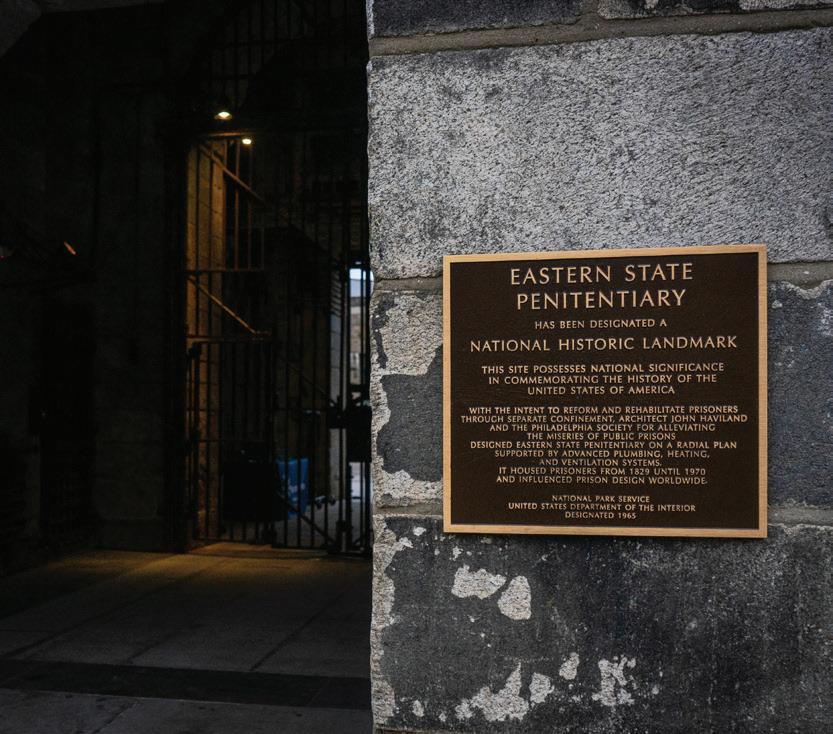 EASTERN STATE
PENITENTIARY
HAS BEEN DESIGNATED A
NATIONAL HISTORIC LANDMARK
THIS SITE POSSESSES NATIONAL SIGNIFICANCE
IN COMMEMORATING THE HISTORY OF THE
UNITED STATES OF AMERICA
WITH THE INTENT TO REFORM AND REHABILITATE PRISONERS
THROUGH SEPARATE CONFINEMENT, ARCHITECT JOHN HAVILAND
AND THE PHILADELPHIA SOCIETY FOR ALLEVIATING
THE MISERIES OF PUBLIC PRISONS
DESIGNED EASTERN STATE PENITENTIARY ON A RADIAL PLAN
SUPPORTED BY ADVANCED PLUMBING, HEATING,
AND VENTILATION SYSTEMS.
IT HOUSED PRISONERS FROM 1829 UNTIL 1970
AND INFLUENCED PRISON DESIGN WORLDWIDE.
NATIONAL PARK SERVICE
UNITED STATES DEPARTMENT OF THE INTERIOR
DESIGNATED 1965